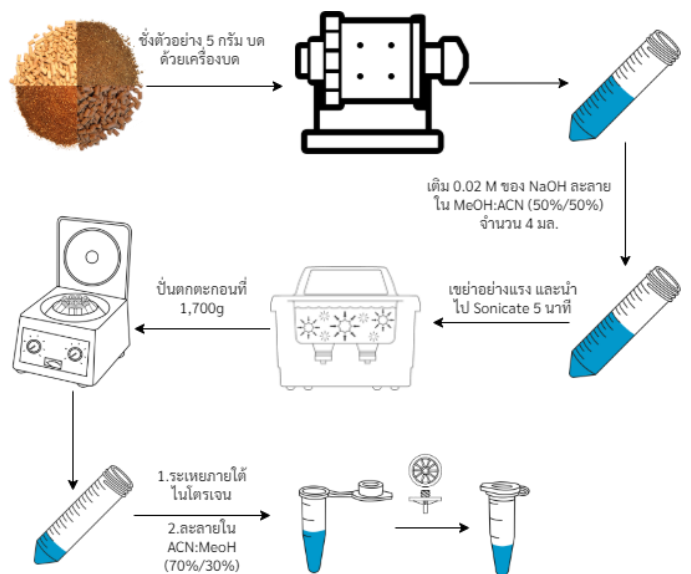 ชั่งตัวอย่าง 5 กรัม บด
ด้วยเครื่องบด
เติม 0.02 M ของ NaOH ละลาย
ใน MeOH:ACN (50%/50%)
จำนวน 4 มล.
เขย่าอย่างแรง และนำ
ไป Sonicate 5 นาที
ปั่นตกตะกอนที่
1,700g
1.ระเหยภายใต้
ไนโตรเจน
2.ละลายใน
ACN:MeoH
(70%/30%)